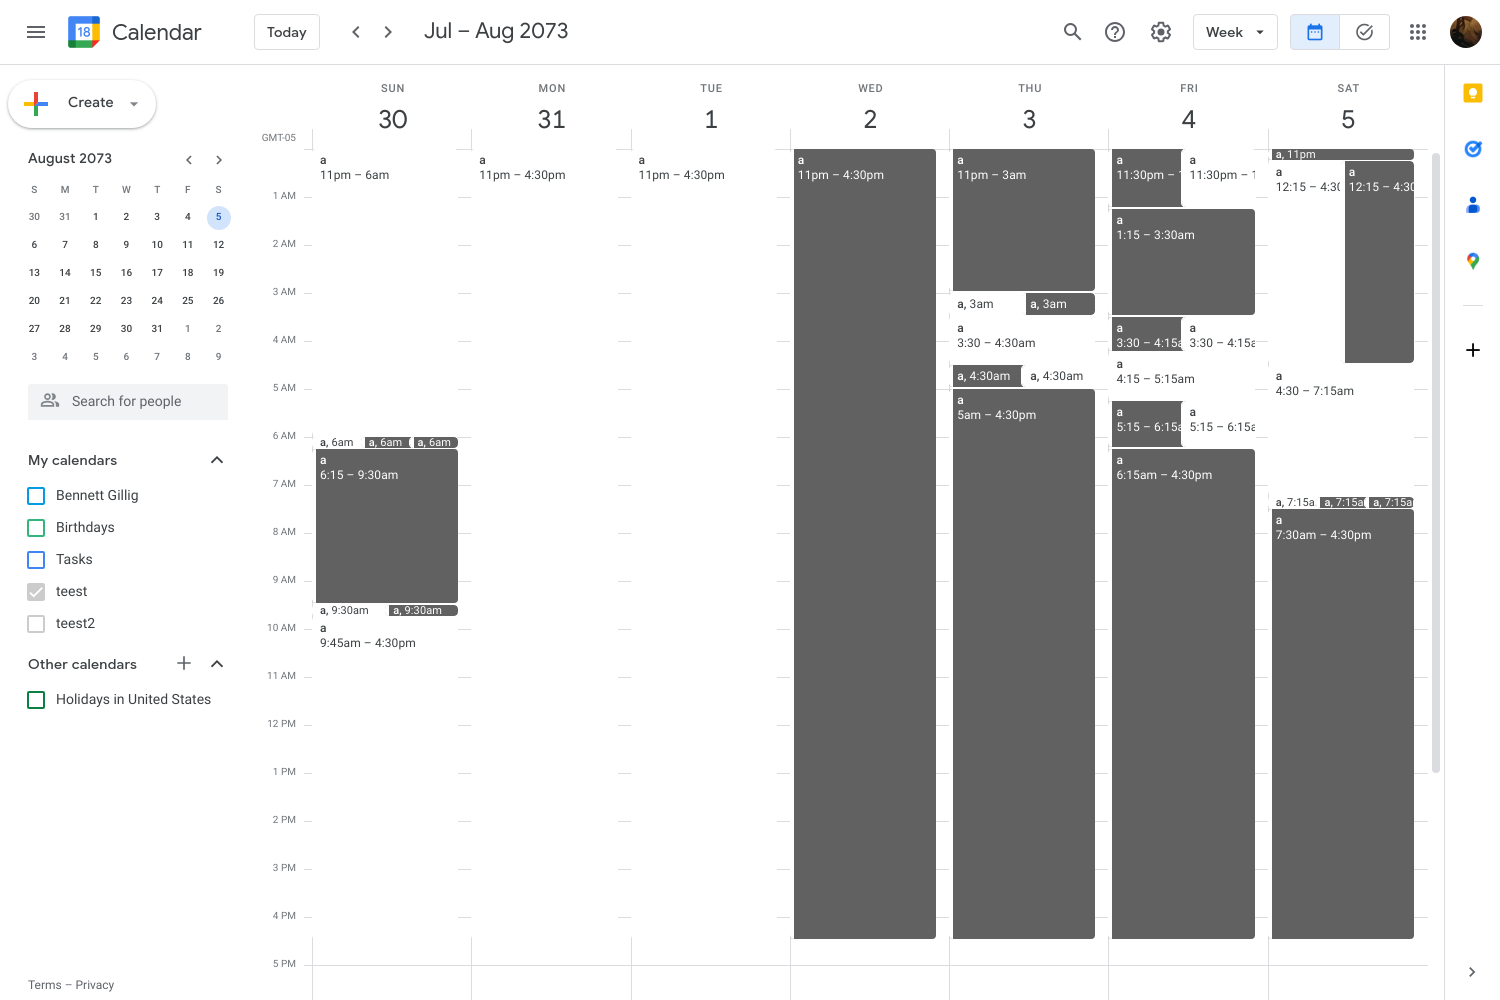 18 Calendar
Today
Jul – Aug 2073
Week
Create
August 2073
S M T W T F S
30 31 1 2 3 4 5
6 7 8 9 10 11 12
13 14 15 16 17 18 19
20 21 22 23 24 25 26
27 28 29 30 31 1 2
3 4 5 6 7 8 9
Search for people
My calendars
Bennett Gillig
Birthdays
Tasks
teest
teest2
Other calendars
Holidays in United States
Terms – Privacy
SUN MON TUE WED THU FRI SAT
30 31 1 2 3 4 5
GMT-05
1 AM
2 AM
3 AM
4 AM
5 AM
6 AM
7 AM
8 AM
9 AM
10 AM
11 AM
12 PM
1 PM
2 PM
3 PM
4 PM
5 PM
a
11pm – 6am
a, 6am
a, 6am
a, 6am
a
6:15 – 9:30am
a, 9:30am
a, 9:30am
a
9:45am – 4:30pm
a
11pm – 4:30pm
a
11pm – 4:30pm
a
11pm – 4:30pm
a
11pm – 3am
a, 3am
a, 3am
a
3:30 – 4:30am
a, 4:30am
a, 4:30am
a
5am – 4:30pm
a
11:30pm –
11:30pm – 1
a
1:15 – 3:30am
a
3:30 – 4:15a
3:30 – 4:15a
a
4:15 – 5:15am
a
5:15 – 6:15a
a
5:15 – 6:15a
a
6:15am – 4:30pm
a, 11pm
a
12:15 – 4:30
a
12:15 – 4:30
a
4:30 – 7:15am
a, 7:15a
a, 7:15a
a, 7:15a
a
7:30am – 4:30pm